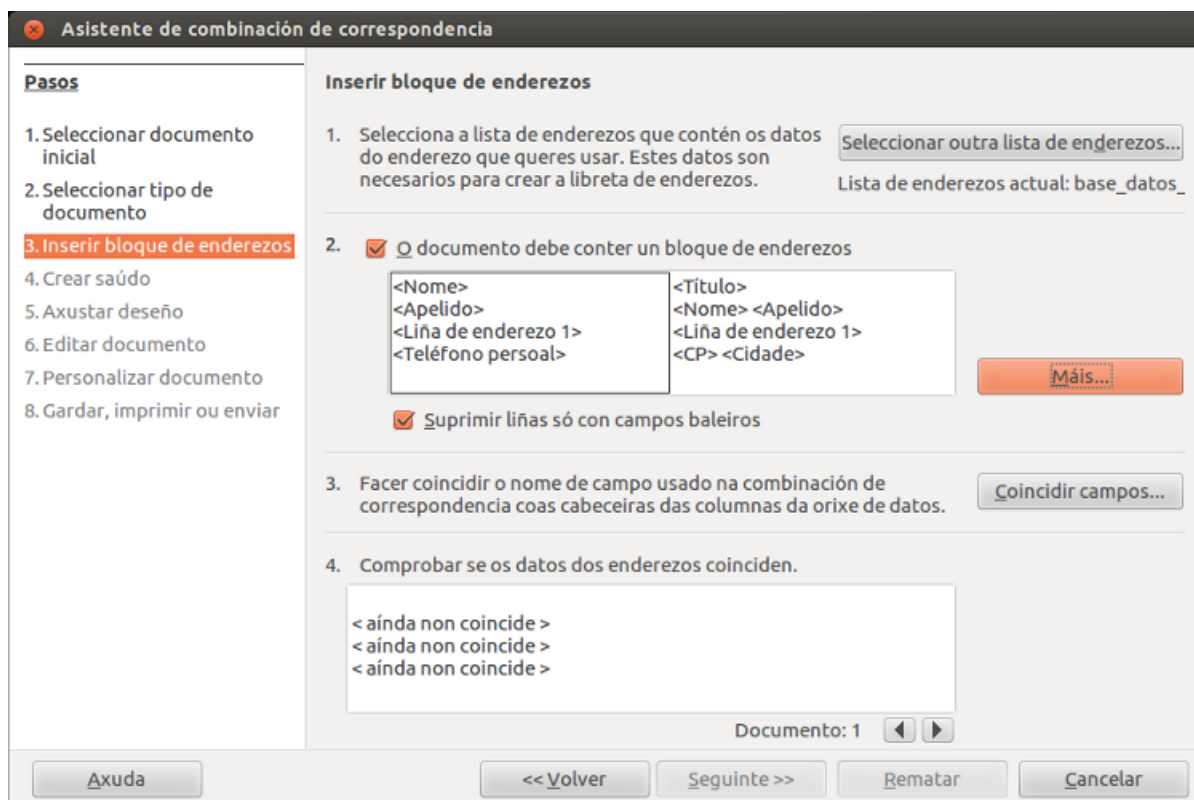 Asistente de combinación de correspondencia
Pasos
1. Seleccionar documento
inicial
2. Seleccionar tipo de
documento
3. Inserir bloque de enderezos
4. Crear saúdo
5. Axustar deseño
6. Editar documento
7. Personalizar documento
8. Gardar, imprimir ou enviar
Inserir bloque de enderezos
1. Selecciona a lista de enderezos que contén os datos
do enderezo que queres usar. Estes datos son
necesarios para crear a libreta de enderezos.
Seleccionar outra lista de enderezos...
Lista de enderezos actual: base_datos_
2. O documento debe conter un bloque de enderezos
<Nome>
<Apelido>
<Liña de enderezo 1>
<Teléfono persoal>
<Título>
<Nome> <Apelido>
<Liña de enderezo 1>
<CP> <Cidade>
Máis...
Suprimir liñas só con campos baleiros
3. Facer coincidir o nome de campo usado na combinación de
correspondencia coas cabeceiras das columnas da orixe de datos.
Coincidir campos...
4. Comprobar se os datos dos enderezos coinciden.
< aínda non coincide >
< aínda non coincide >
< aínda non coincide >
Documento: 1
Axuda
<< Volver
Seguinte >>
Rematar
Cancelar